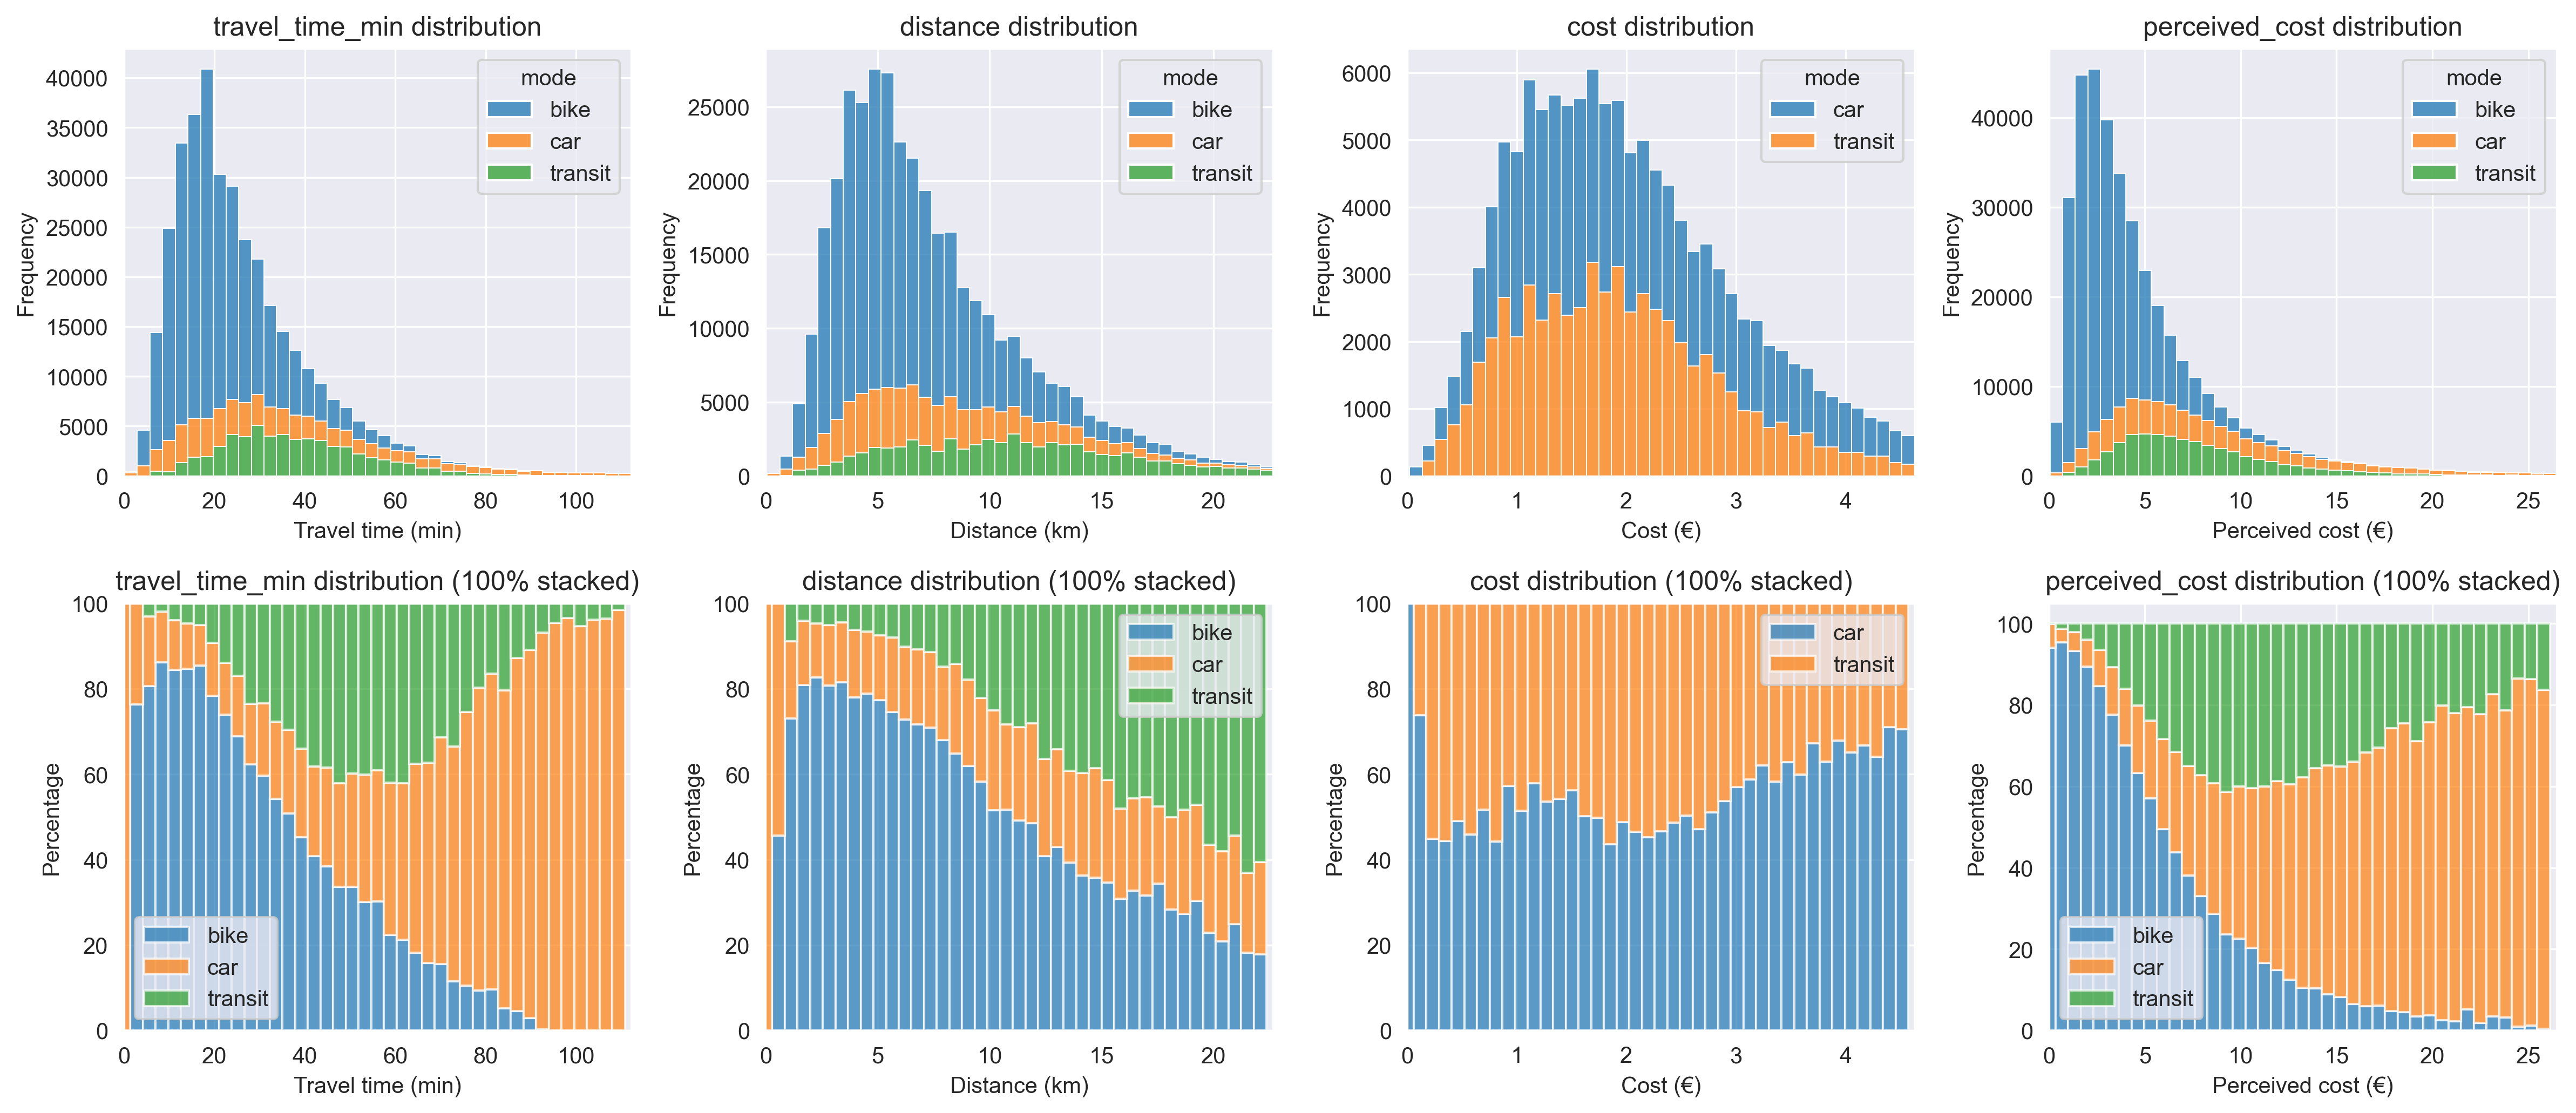 travel_time_min distribution
Frequency
40000
35000
30000
25000
20000
15000
10000
5000
0
mode
bike
car
transit
0 20 40 60 80 100
Travel time (min)
distance distribution
Frequency
25000
20000
15000
10000
5000
0
mode
bike
car
transit
0 5 10 15 20
Distance (km)
cost distribution
Frequency
6000
5000
4000
3000
2000
1000
0
mode
car
transit
0 1 2 3 4
Cost (€)
perceived_cost distribution
Frequency
40000
30000
20000
10000
0
mode
bike
car
transit
0 5 10 15 20 25
Perceived cost (€)
travel_time_min distribution (100% stacked)
Percentage
100
80
60
40
20
0
bike
car
transit
0 20 40 60 80 100
Travel time (min)
distance distribution (100% stacked)
Percentage
100
80
60
40
20
0
bike
car
transit
0 5 10 15 20
Distance (km)
cost distribution (100% stacked)
Percentage
100
80
60
40
20
0
car
transit
0 1 2 3 4
Cost (€)
perceived_cost distribution (100% stacked)
Percentage
100
80
60
40
20
0
bike
car
transit
0 5 10 15 20 25
Perceived cost (€)